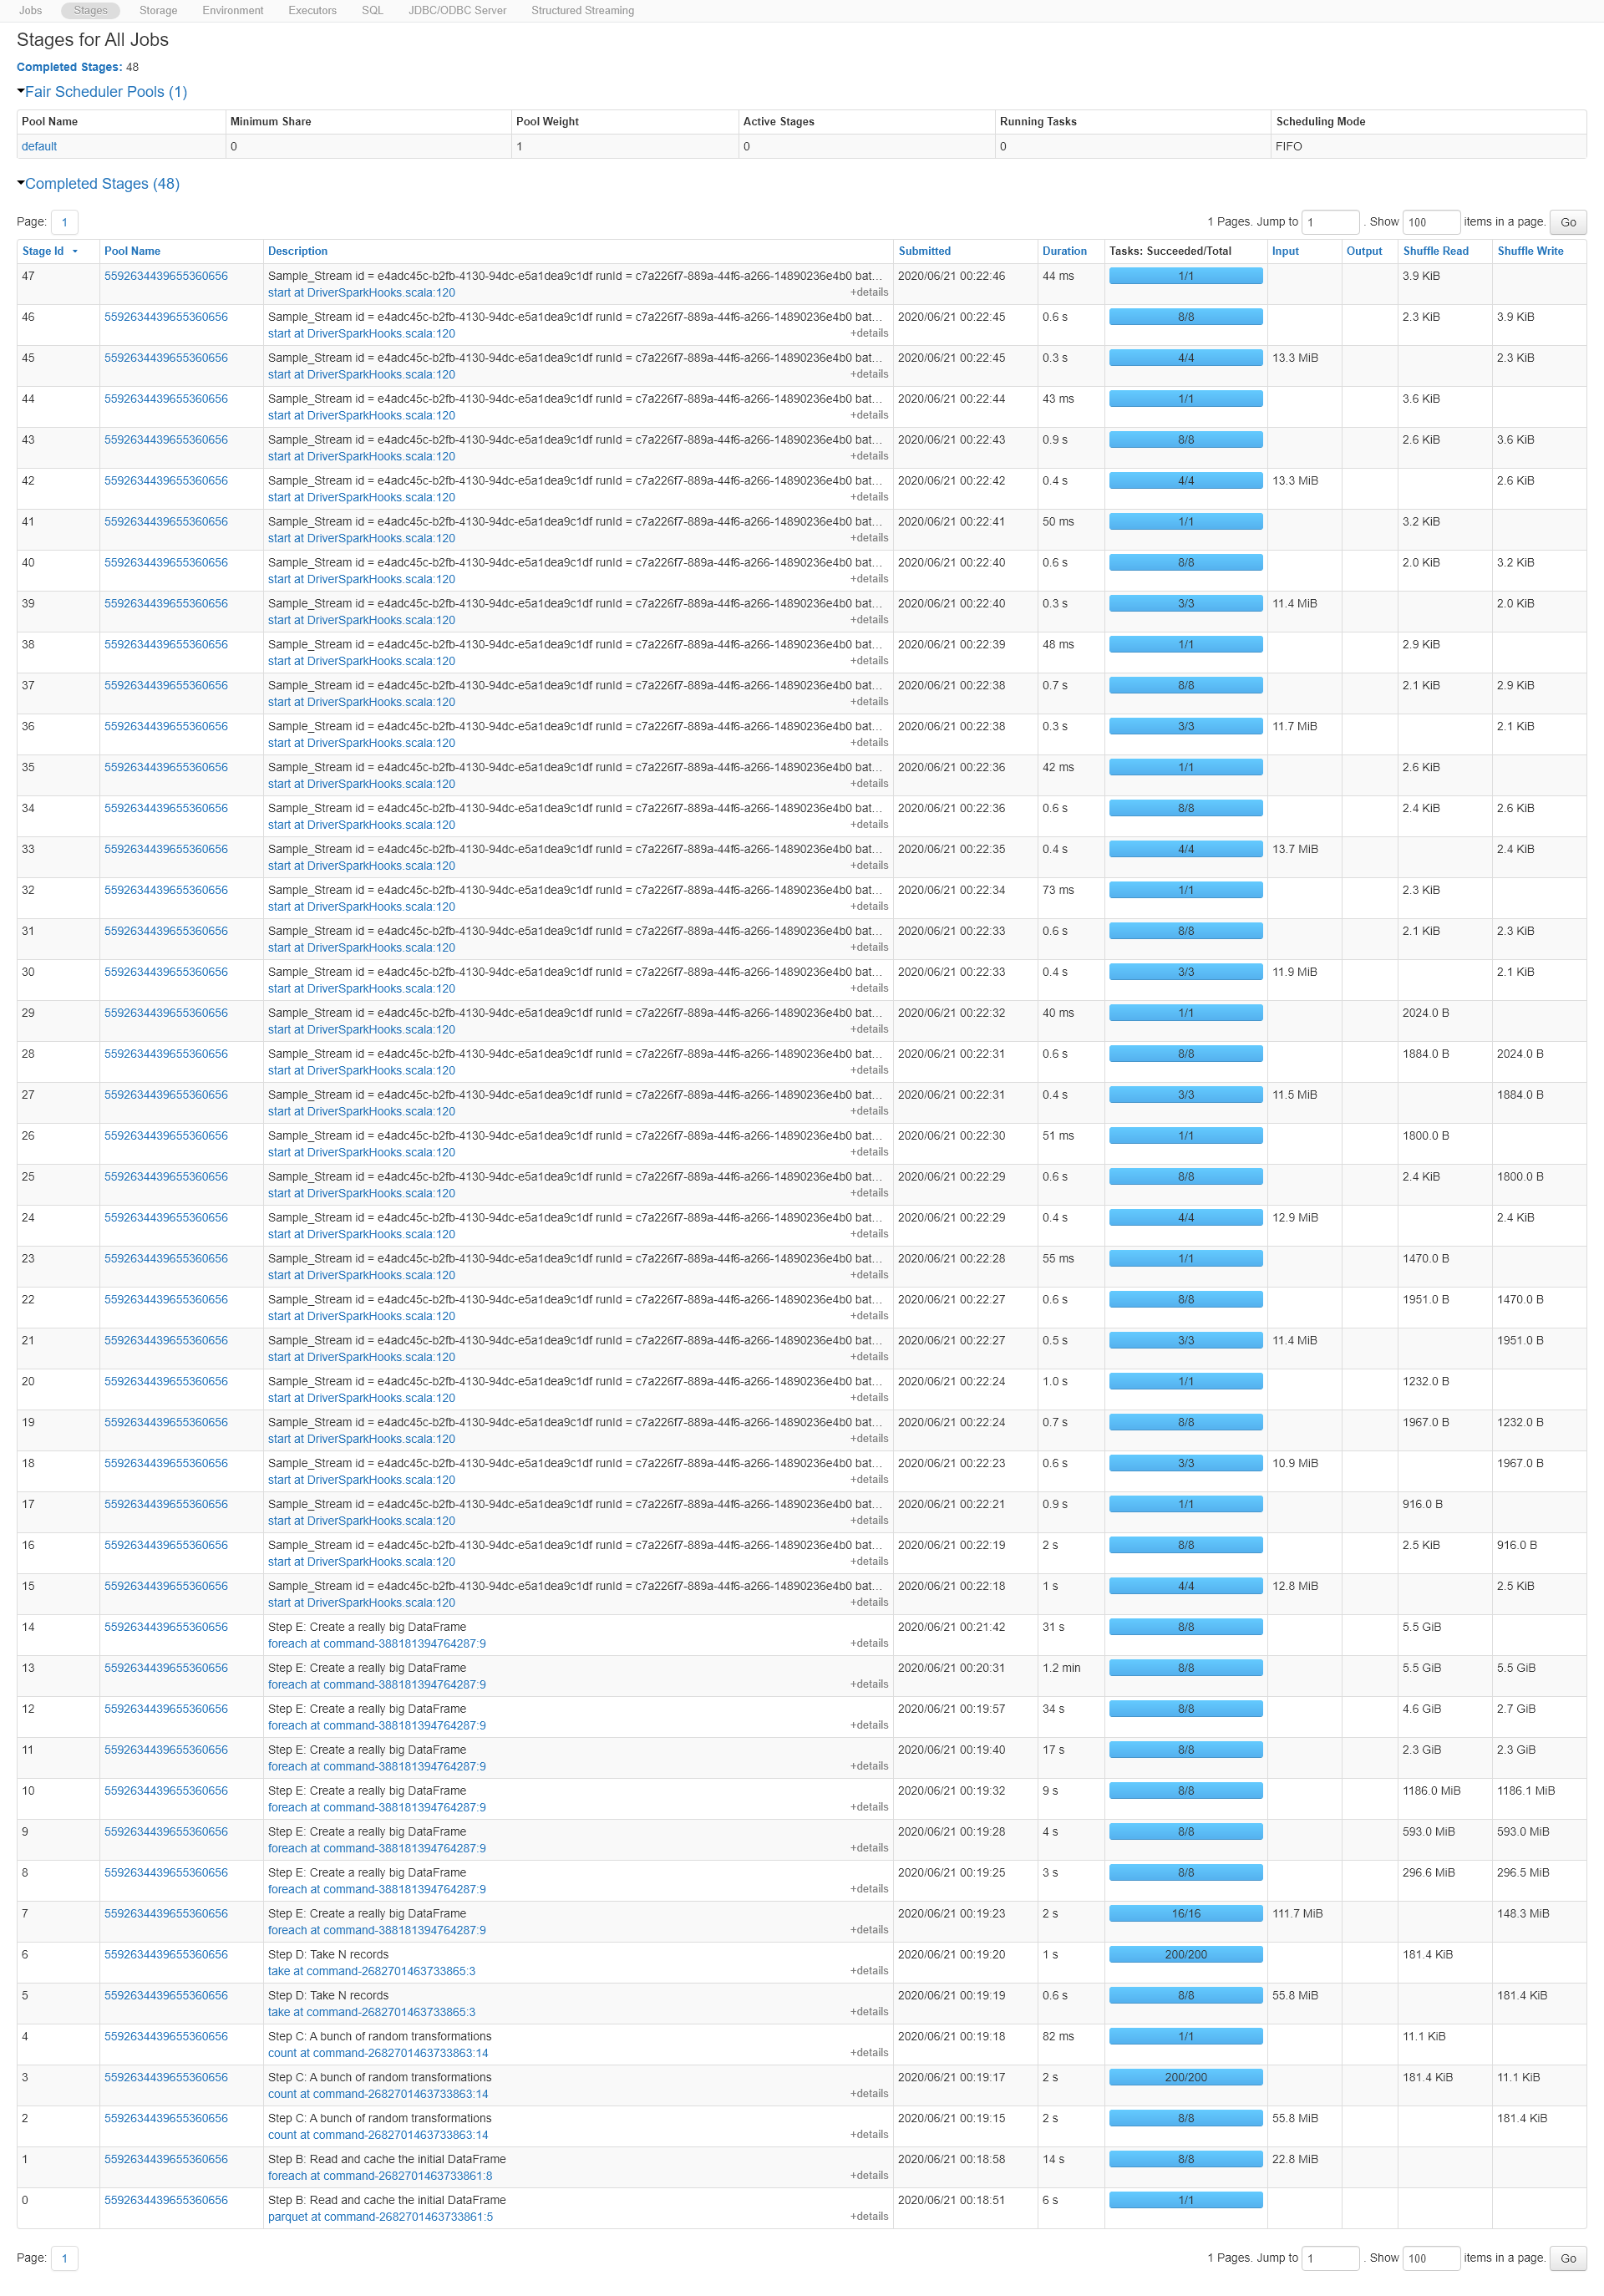 Jobs Stages Storage Environment Executors SQL JDBC/ODBC Server Structured Streaming
Stages for All Jobs
Completed Stages: 48
Fair Scheduler Pools (1)
Pool Name Minimum Share Pool Weight Active Stages Running Tasks Scheduling Mode
default 0 1 0 0 FIFO
Completed Stages (48)
Page: 1 1 Pages. Jump to 1 . Show 100 items in a page. Go
Stage Id Pool Name Description Submitted Duration Tasks: Succeeded/Total Input Output Shuffle Read Shuffle Write
47 5592634439655360656 Sample_Stream id = e4adc45c-b2fb-4130-94dc-e5a1dea9c1df runId = c7a226f7-889a-44f6-a266-14890236e4b0 bat... 2020/06/21 00:22:46 44 ms 1/1 3.9 KiB
start at DriverSparkHooks.scala:120 +details
46 5592634439655360656 Sample_Stream id = e4adc45c-b2fb-4130-94dc-e5a1dea9c1df runId = c7a226f7-889a-44f6-a266-14890236e4b0 bat... 2020/06/21 00:22:45 0.6 s 8/8 2.3 KiB 3.9 KiB
start at DriverSparkHooks.scala:120 +details
45 5592634439655360656 Sample_Stream id = e4adc45c-b2fb-4130-94dc-e5a1dea9c1df runId = c7a226f7-889a-44f6-a266-14890236e4b0 bat... 2020/06/21 00:22:45 0.3 s 4/4 13.3 MiB 2.3 KiB
start at DriverSparkHooks.scala:120 +details
44 5592634439655360656 Sample_Stream id = e4adc45c-b2fb-4130-94dc-e5a1dea9c1df runId = c7a226f7-889a-44f6-a266-14890236e4b0 bat... 2020/06/21 00:22:44 43 ms 1/1 3.6 KiB
start at DriverSparkHooks.scala:120 +details
43 5592634439655360656 Sample_Stream id = e4adc45c-b2fb-4130-94dc-e5a1dea9c1df runId = c7a226f7-889a-44f6-a266-14890236e4b0 bat... 2020/06/21 00:22:43 0.9 s 8/8 2.6 KiB 3.6 KiB
start at DriverSparkHooks.scala:120 +details
42 5592634439655360656 Sample_Stream id = e4adc45c-b2fb-4130-94dc-e5a1dea9c1df runId = c7a226f7-889a-44f6-a266-14890236e4b0 bat... 2020/06/21 00:22:42 0.4 s 4/4 13.3 MiB 2.6 KiB
start at DriverSparkHooks.scala:120 +details
41 5592634439655360656 Sample_Stream id = e4adc45c-b2fb-4130-94dc-e5a1dea9c1df runId = c7a226f7-889a-44f6-a266-14890236e4b0 bat... 2020/06/21 00:22:41 50 ms 1/1 3.2 KiB
start at DriverSparkHooks.scala:120 +details
40 5592634439655360656 Sample_Stream id = e4adc45c-b2fb-4130-94dc-e5a1dea9c1df runId = c7a226f7-889a-44f6-a266-14890236e4b0 bat... 2020/06/21 00:22:40 0.6 s 8/8 2.0 KiB 3.2 KiB
start at DriverSparkHooks.scala:120 +details
39 5592634439655360656 Sample_Stream id = e4adc45c-b2fb-4130-94dc-e5a1dea9c1df runId = c7a226f7-889a-44f6-a266-14890236e4b0 bat... 2020/06/21 00:22:40 0.3 s 3/3 11.4 MiB 2.0 KiB
start at DriverSparkHooks.scala:120 +details
38 5592634439655360656 Sample_Stream id = e4adc45c-b2fb-4130-94dc-e5a1dea9c1df runId = c7a226f7-889a-44f6-a266-14890236e4b0 bat... 2020/06/21 00:22:39 48 ms 1/1 2.9 KiB
start at DriverSparkHooks.scala:120 +details
37 5592634439655360656 Sample_Stream id = e4adc45c-b2fb-4130-94dc-e5a1dea9c1df runId = c7a226f7-889a-44f6-a266-14890236e4b0 bat... 2020/06/21 00:22:38 0.7 s 8/8 2.1 KiB 2.9 KiB
start at DriverSparkHooks.scala:120 +details
36 5592634439655360656 Sample_Stream id = e4adc45c-b2fb-4130-94dc-e5a1dea9c1df runId = c7a226f7-889a-44f6-a266-14890236e4b0 bat... 2020/06/21 00:22:38 0.3 s 3/3 11.7 MiB 2.1 KiB
start at DriverSparkHooks.scala:120 +details
35 5592634439655360656 Sample_Stream id = e4adc45c-b2fb-4130-94dc-e5a1dea9c1df runId = c7a226f7-889a-44f6-a266-14890236e4b0 bat... 2020/06/21 00:22:36 42 ms 1/1 2.6 KiB
start at DriverSparkHooks.scala:120 +details
34 5592634439655360656 Sample_Stream id = e4adc45c-b2fb-4130-94dc-e5a1dea9c1df runId = c7a226f7-889a-44f6-a266-14890236e4b0 bat... 2020/06/21 00:22:36 0.6 s 8/8 2.4 KiB 2.6 KiB
start at DriverSparkHooks.scala:120 +details
33 5592634439655360656 Sample_Stream id = e4adc45c-b2fb-4130-94dc-e5a1dea9c1df runId = c7a226f7-889a-44f6-a266-14890236e4b0 bat... 2020/06/21 00:22:35 0.4 s 4/4 13.7 MiB 2.4 KiB
start at DriverSparkHooks.scala:120 +details
32 5592634439655360656 Sample_Stream id = e4adc45c-b2fb-4130-94dc-e5a1dea9c1df runId = c7a226f7-889a-44f6-a266-14890236e4b0 bat... 2020/06/21 00:22:34 73 ms 1/1 2.3 KiB
start at DriverSparkHooks.scala:120 +details
31 5592634439655360656 Sample_Stream id = e4adc45c-b2fb-4130-94dc-e5a1dea9c1df runId = c7a226f7-889a-44f6-a266-14890236e4b0 bat... 2020/06/21 00:22:33 0.6 s 8/8 2.1 KiB 2.3 KiB
start at DriverSparkHooks.scala:120 +details
30 5592634439655360656 Sample_Stream id = e4adc45c-b2fb-4130-94dc-e5a1dea9c1df runId = c7a226f7-889a-44f6-a266-14890236e4b0 bat... 2020/06/21 00:22:33 0.4 s 3/3 11.9 MiB 2.1 KiB
start at DriverSparkHooks.scala:120 +details
29 5592634439655360656 Sample_Stream id = e4adc45c-b2fb-4130-94dc-e5a1dea9c1df runId = c7a226f7-889a-44f6-a266-14890236e4b0 bat... 2020/06/21 00:22:32 40 ms 1/1 2024.0 B
start at DriverSparkHooks.scala:120 +details
28 5592634439655360656 Sample_Stream id = e4adc45c-b2fb-4130-94dc-e5a1dea9c1df runId = c7a226f7-889a-44f6-a266-14890236e4b0 bat... 2020/06/21 00:22:31 0.6 s 8/8 1884.0 B 2024.0 B
start at DriverSparkHooks.scala:120 +details
27 5592634439655360656 Sample_Stream id = e4adc45c-b2fb-4130-94dc-e5a1dea9c1df runId = c7a226f7-889a-44f6-a266-14890236e4b0 bat... 2020/06/21 00:22:31 0.4 s 3/3 11.5 MiB 1884.0 B
start at DriverSparkHooks.scala:120 +details
26 5592634439655360656 Sample_Stream id = e4adc45c-b2fb-4130-94dc-e5a1dea9c1df runId = c7a226f7-889a-44f6-a266-14890236e4b0 bat... 2020/06/21 00:22:30 51 ms 1/1 1800.0 B
start at DriverSparkHooks.scala:120 +details
25 5592634439655360656 Sample_Stream id = e4adc45c-b2fb-4130-94dc-e5a1dea9c1df runId = c7a226f7-889a-44f6-a266-14890236e4b0 bat... 2020/06/21 00:22:29 0.6 s 8/8 2.4 KiB 1800.0 B
start at DriverSparkHooks.scala:120 +details
24 5592634439655360656 Sample_Stream id = e4adc45c-b2fb-4130-94dc-e5a1dea9c1df runId = c7a226f7-889a-44f6-a266-14890236e4b0 bat... 2020/06/21 00:22:29 0.4 s 4/4 12.9 MiB 2.4 KiB
start at DriverSparkHooks.scala:120 +details
23 5592634439655360656 Sample_Stream id = e4adc45c-b2fb-4130-94dc-e5a1dea9c1df runId = c7a226f7-889a-44f6-a266-14890236e4b0 bat... 2020/06/21 00:22:28 55 ms 1/1 1470.0 B
start at DriverSparkHooks.scala:120 +details
22 5592634439655360656 Sample_Stream id = e4adc45c-b2fb-4130-94dc-e5a1dea9c1df runId = c7a226f7-889a-44f6-a266-14890236e4b0 bat... 2020/06/21 00:22:27 0.6 s 8/8 1951.0 B 1470.0 B
start at DriverSparkHooks.scala:120 +details
21 5592634439655360656 Sample_Stream id = e4adc45c-b2fb-4130-94dc-e5a1dea9c1df runId = c7a226f7-889a-44f6-a266-14890236e4b0 bat... 2020/06/21 00:22:27 0.5 s 3/3 11.4 MiB 1951.0 B
start at DriverSparkHooks.scala:120 +details
20 5592634439655360656 Sample_Stream id = e4adc45c-b2fb-4130-94dc-e5a1dea9c1df runId = c7a226f7-889a-44f6-a266-14890236e4b0 bat... 2020/06/21 00:22:24 1.0 s 1/1 1232.0 B
start at DriverSparkHooks.scala:120 +details
19 5592634439655360656 Sample_Stream id = e4adc45c-b2fb-4130-94dc-e5a1dea9c1df runId = c7a226f7-889a-44f6-a266-14890236e4b0 bat... 2020/06/21 00:22:24 0.7 s 8/8 1967.0 B 1232.0 B
start at DriverSparkHooks.scala:120 +details
18 5592634439655360656 Sample_Stream id = e4adc45c-b2fb-4130-94dc-e5a1dea9c1df runId = c7a226f7-889a-44f6-a266-14890236e4b0 bat... 2020/06/21 00:22:23 0.6 s 3/3 10.9 MiB 1967.0 B
start at DriverSparkHooks.scala:120 +details
17 5592634439655360656 Sample_Stream id = e4adc45c-b2fb-4130-94dc-e5a1dea9c1df runId = c7a226f7-889a-44f6-a266-14890236e4b0 bat... 2020/06/21 00:22:21 0.9 s 1/1 916.0 B
start at DriverSparkHooks.scala:120 +details
16 5592634439655360656 Sample_Stream id = e4adc45c-b2fb-4130-94dc-e5a1dea9c1df runId = c7a226f7-889a-44f6-a266-14890236e4b0 bat... 2020/06/21 00:22:19 2 s 8/8 2.5 KiB 916.0 B
start at DriverSparkHooks.scala:120 +details
15 5592634439655360656 Sample_Stream id = e4adc45c-b2fb-4130-94dc-e5a1dea9c1df runId = c7a226f7-889a-44f6-a266-14890236e4b0 bat... 2020/06/21 00:22:18 1 s 4/4 12.8 MiB 2.5 KiB
start at DriverSparkHooks.scala:120 +details
14 5592634439655360656 Step E: Create a really big DataFrame 2020/06/21 00:21:42 31 s 8/8 5.5 GiB
foreach at command-388181394764287:9 +details
13 5592634439655360656 Step E: Create a really big DataFrame 2020/06/21 00:20:31 1.2 min 8/8 5.5 GiB 5.5 GiB
foreach at command-388181394764287:9 +details
12 5592634439655360656 Step E: Create a really big DataFrame 2020/06/21 00:19:57 34 s 8/8 4.6 GiB 2.7 GiB
foreach at command-388181394764287:9 +details
11 5592634439655360656 Step E: Create a really big DataFrame 2020/06/21 00:19:40 17 s 8/8 2.3 GiB 2.3 GiB
foreach at command-388181394764287:9 +details
10 5592634439655360656 Step E: Create a really big DataFrame 2020/06/21 00:19:32 9 s 8/8 1186.0 MiB 1186.1 MiB
foreach at command-388181394764287:9 +details
9 5592634439655360656 Step E: Create a really big DataFrame 2020/06/21 00:19:28 4 s 8/8 593.0 MiB 593.0 MiB
foreach at command-388181394764287:9 +details
8 5592634439655360656 Step E: Create a really big DataFrame 2020/06/21 00:19:25 3 s 8/8 296.6 MiB 296.5 MiB
foreach at command-388181394764287:9 +details
7 5592634439655360656 Step E: Create a really big DataFrame 2020/06/21 00:19:23 2 s 16/16 111.7 MiB 148.3 MiB
foreach at command-388181394764287:9 +details
6 5592634439655360656 Step D: Take N records 2020/06/21 00:19:20 1 s 200/200 181.4 KiB
take at command-2682701463733865:3 +details
5 5592634439655360656 Step D: Take N records 2020/06/21 00:19:19 0.6 s 8/8 55.8 MiB 181.4 KiB
take at command-2682701463733865:3 +details
4 5592634439655360656 Step C: A bunch of random transformations 2020/06/21 00:19:18 82 ms 1/1 11.1 KiB
count at command-2682701463733863:14 +details
3 5592634439655360656 Step C: A bunch of random transformations 2020/06/21 00:19:17 2 s 200/200 181.4 KiB 11.1 KiB
count at command-2682701463733863:14 +details
2 5592634439655360656 Step C: A bunch of random transformations 2020/06/21 00:19:15 2 s 8/8 55.8 MiB 181.4 KiB
count at command-2682701463733863:14 +details
1 5592634439655360656 Step B: Read and cache the initial DataFrame 2020/06/21 00:18:58 14 s 8/8 22.8 MiB
foreach at command-2682701463733861:8 +details
0 5592634439655360656 Step B: Read and cache the initial DataFrame 2020/06/21 00:18:51 6 s 1/1
parquet at command-2682701463733861:5 +details
Page: 1 1 Pages. Jump to 1 . Show 100 items in a page. Go